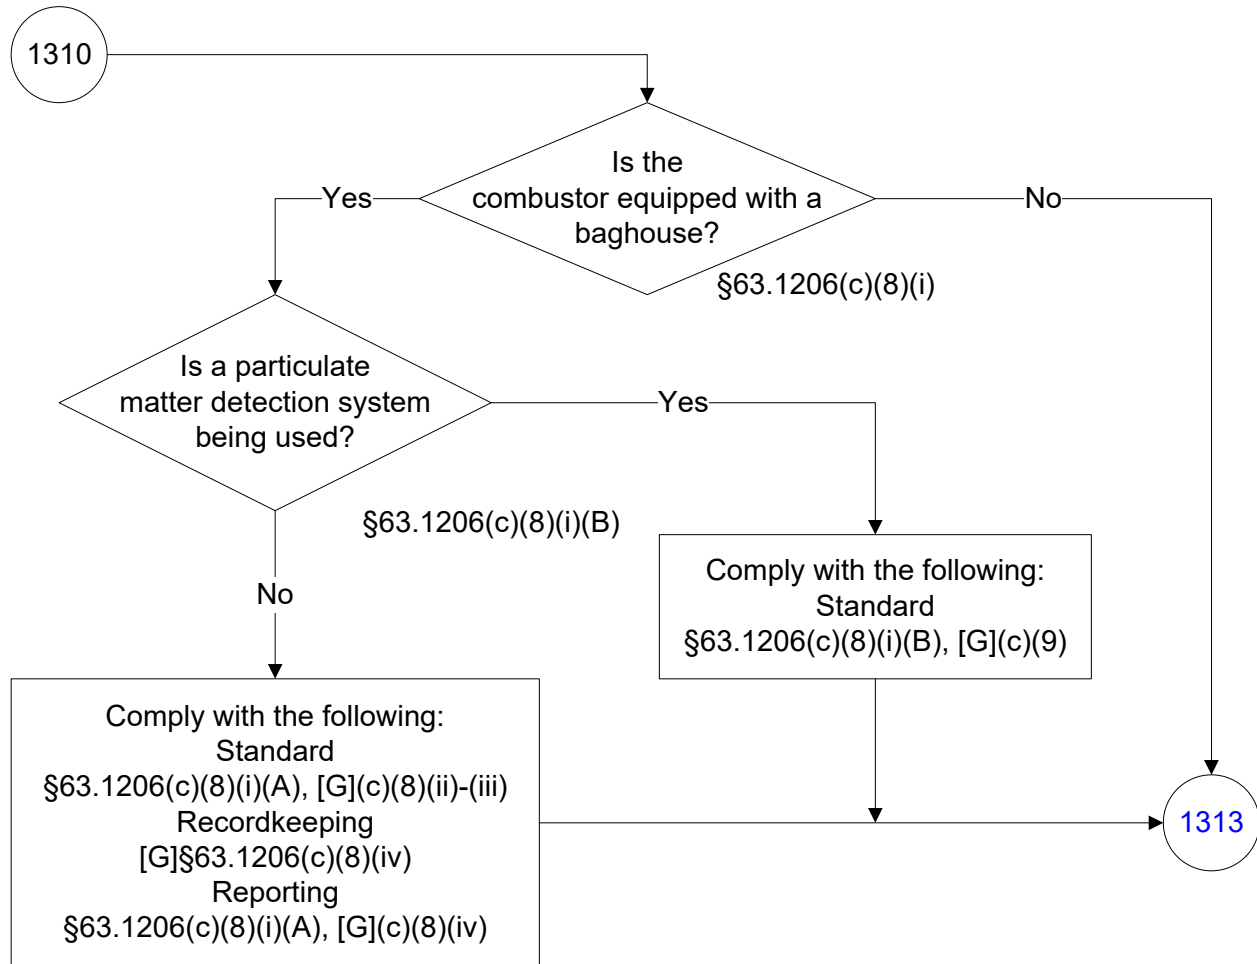 1310
Is the
combustor equipped with a
baghouse?
Yes
No
§63.1206(c)(8)(i)
Is a particulate
matter detection system
being used?
Yes
§63.1206(c)(8)(i)(B)
No
Comply with the following:
Standard
§63.1206(c)(8)(i)(B), [G](c)(9)
Comply with the following:
Standard
§63.1206(c)(8)(i)(A), [G](c)(8)(ii)-(iii)
Recordkeeping
[G]§63.1206(c)(8)(iv)
Reporting
§63.1206(c)(8)(i)(A), [G](c)(8)(iv)
1313